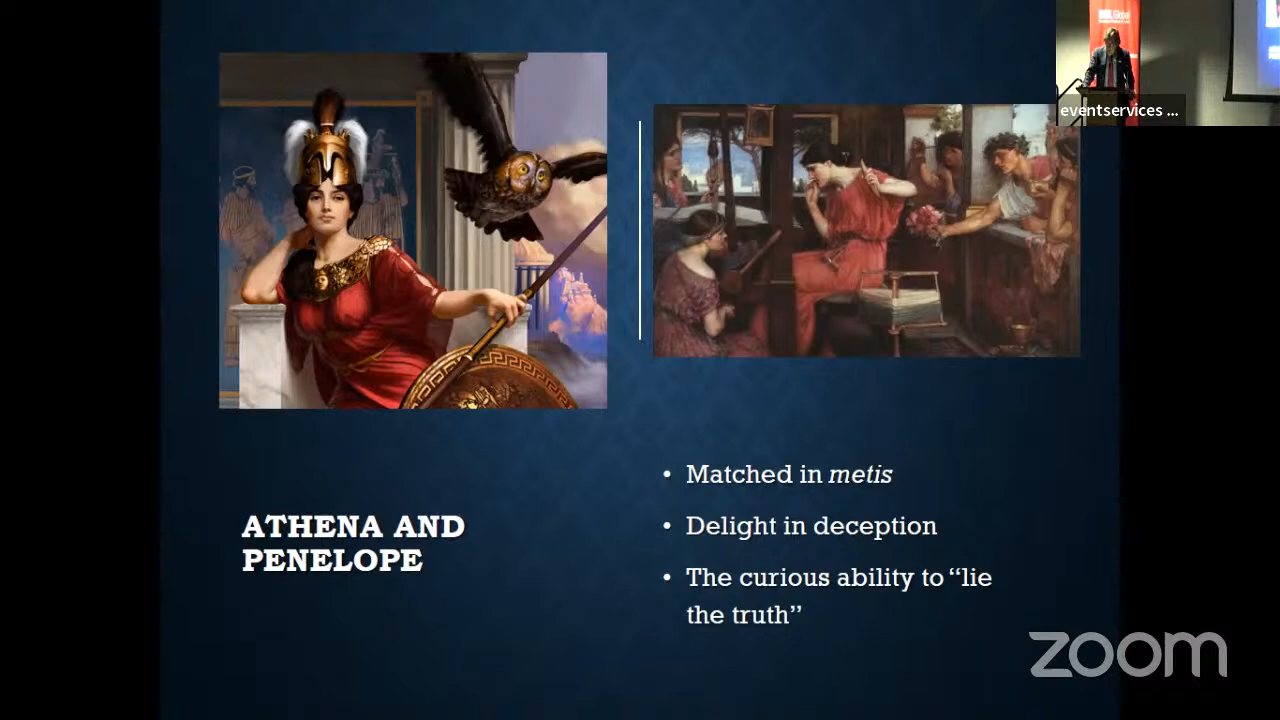 eventservices ...
• Matched in metis
• Delight in deception
• The curious ability to “lie
the truth”
ATHENA AND
PENELOPE
zoom